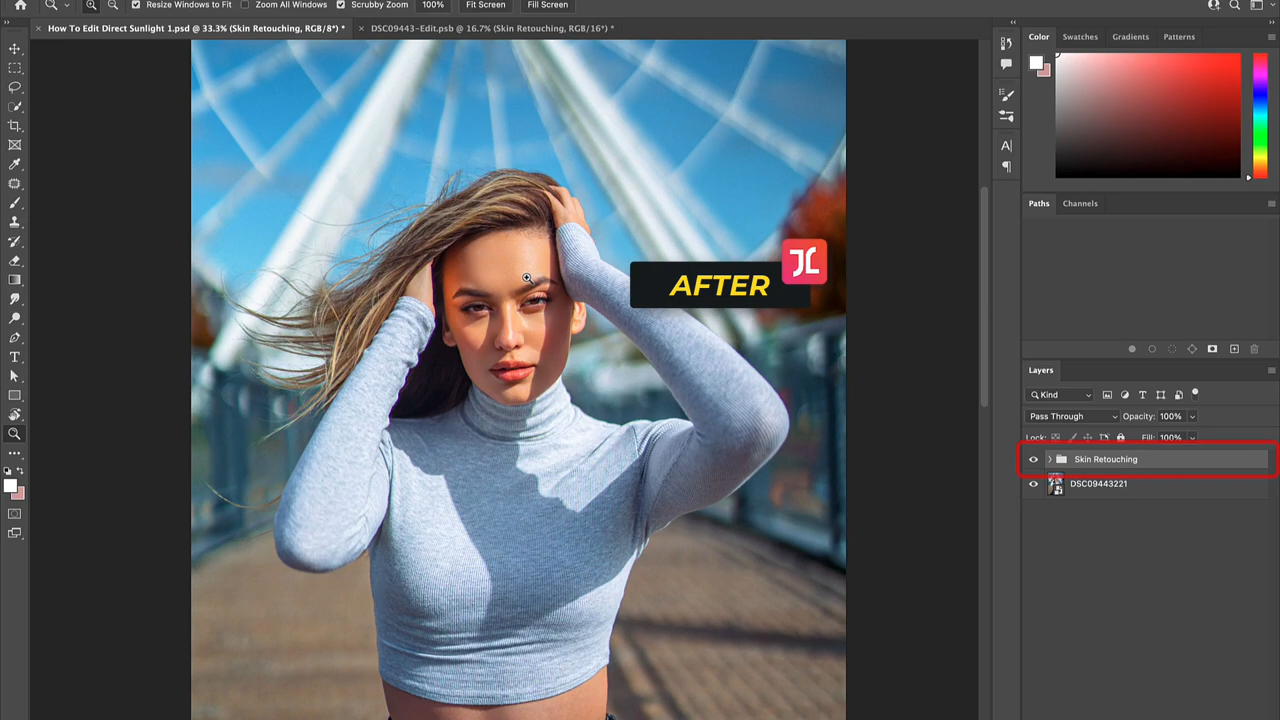 Resize Windows to Fit
Zoom All Windows
Scrubby Zoom
100%
Fit Screen
Fill Screen
How To Edit Direct Sunlight 1.psd @ 33.3% (Skin Retouching, RGB/8*) *
DSC09443-Edit.psb @ 16.7% (Skin Retouching, RGB/16*) *
Color
Swatches
Gradients
Patterns
Paths
Channels
AFTER
JC
Layers
Kind
Pass Through
Opacity: 100%
Lock:
Fill: 100%
Skin Retouching
DSC09443221